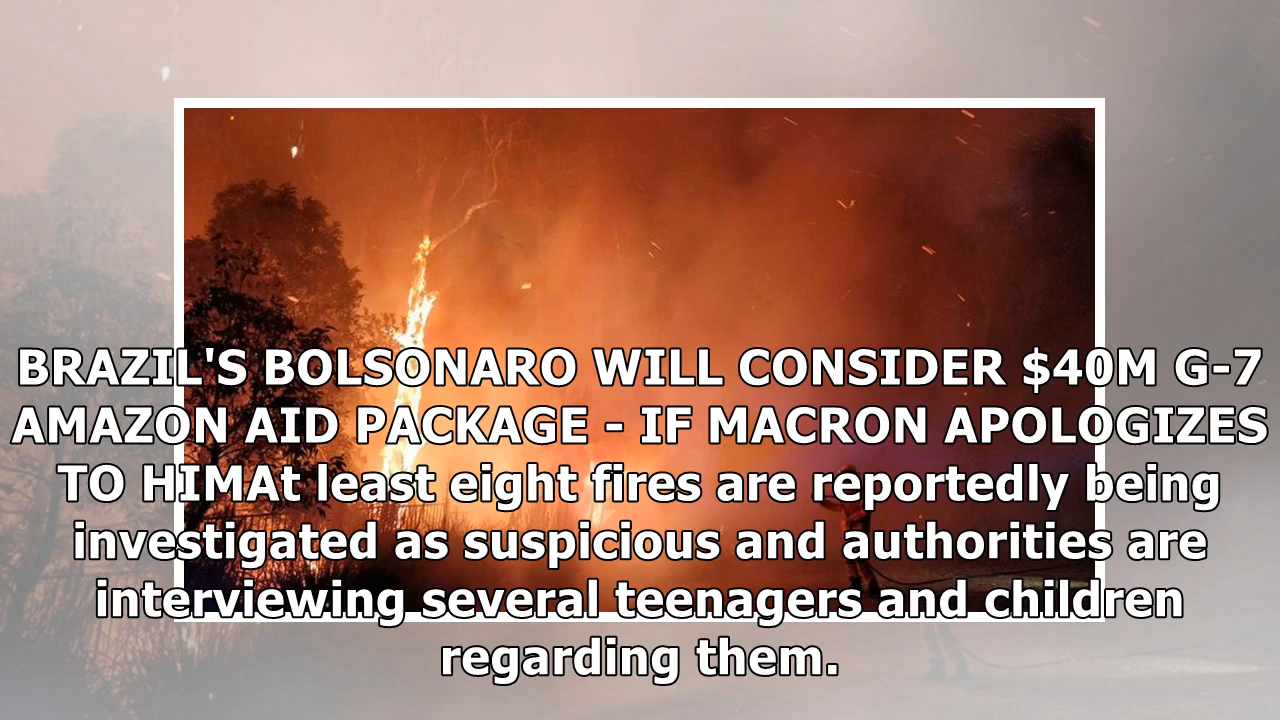 BRAZIL'S BOLSONARO WILL CONSIDER $40M G-7
AMAZON AID PACKAGE - IF MACRON APOLOGIZES
TO HIMAt least eight fires are reportedly being
investigated as suspicious and authorities are
interviewing several teenagers and children
regarding them.